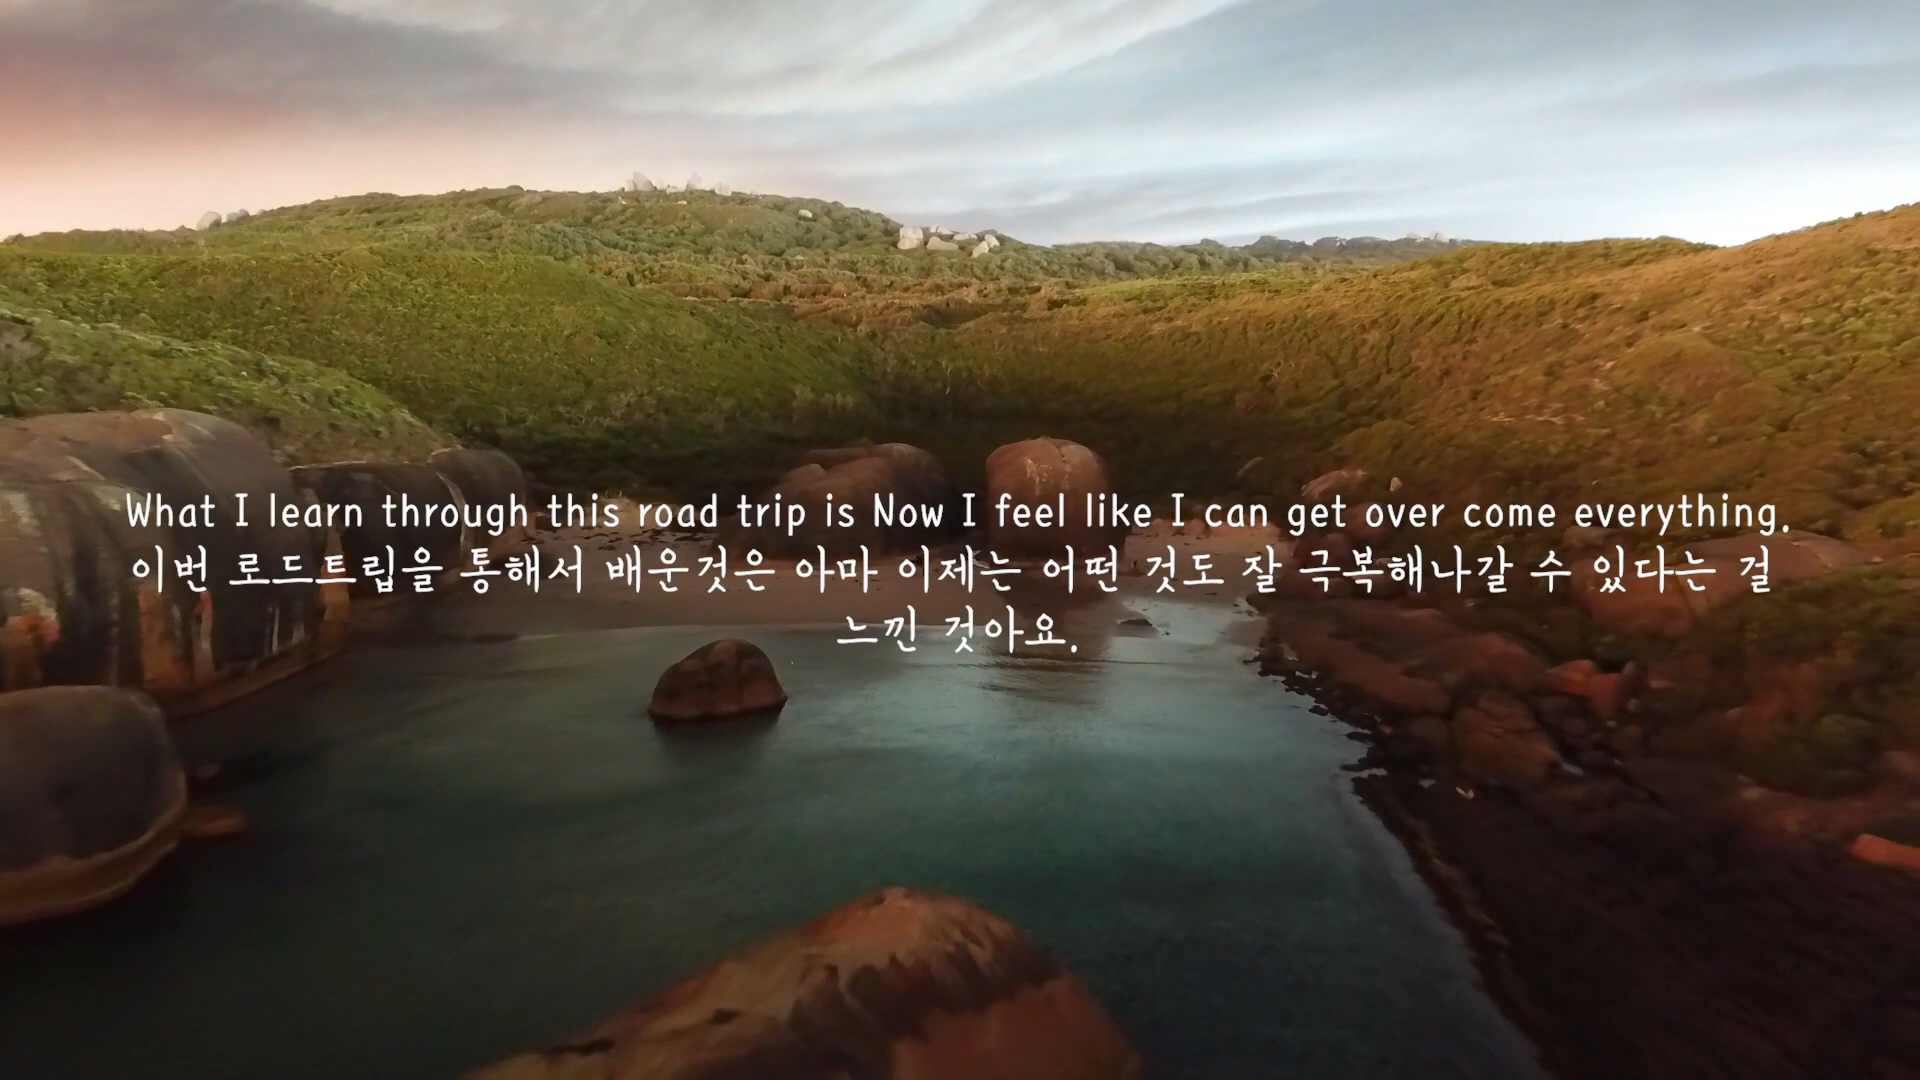 What I learn through this road trip is Now I feel like I can get over come everything.
이번 로드트립을 통해서 배운것은 아마 이제는 어떤 것도 잘 극복해나갈 수 있다는 걸
느낀 것아요.